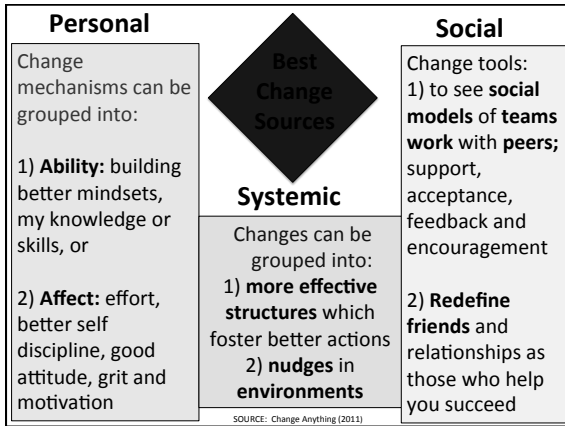 Personal
Change
mechanisms can be
grouped into:
1) Ability: building
better mindsets,
my knowledge or
skills, or
2) Affect: effort,
better self
discipline, good
attitude, grit and
motivation
Best
Change
Sources
Systemic
Changes can be
grouped into:
1) more effective
structures which
foster better actions
2) nudges in
environments
SOURCE: Change Anything (2011)
Social
Change tools:
1) to see social
models of teams
work with peers;
support,
acceptance,
feedback and
encouragement
2) Redefine
friends and
relationships as
those who help
you succeed